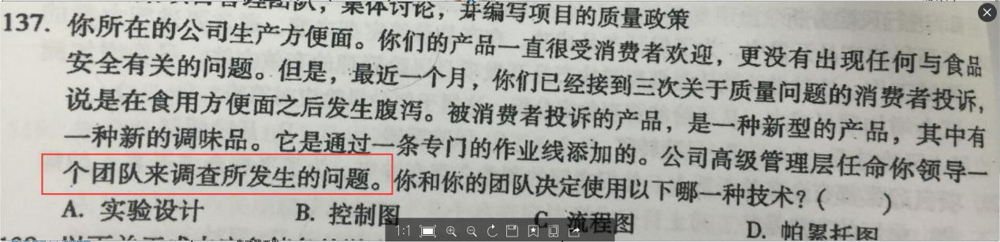 管理团队，集体讨论，并编写项目的质量政策
137. 你所在的公司生产方便面。你们的产品一直很受消费者欢迎，更没有出现任何与食品
安全有关的问题。但是，最近一个月，你们已经接到三次关于质量问题的消费者投诉，
说是在食用方便面之后发生腹泻。被消费者投诉的产品，是一种新型的产品，其中有
一种新的调味品。它是通过一条专门的作业线添加的。公司高级管理层任命你领导一
个团队来调查所发生的问题。你和你的团队决定使用以下哪一种技术？（　　）
A. 实验设计 B. 控制图 C 流程图 D. 帕累托图
1:1